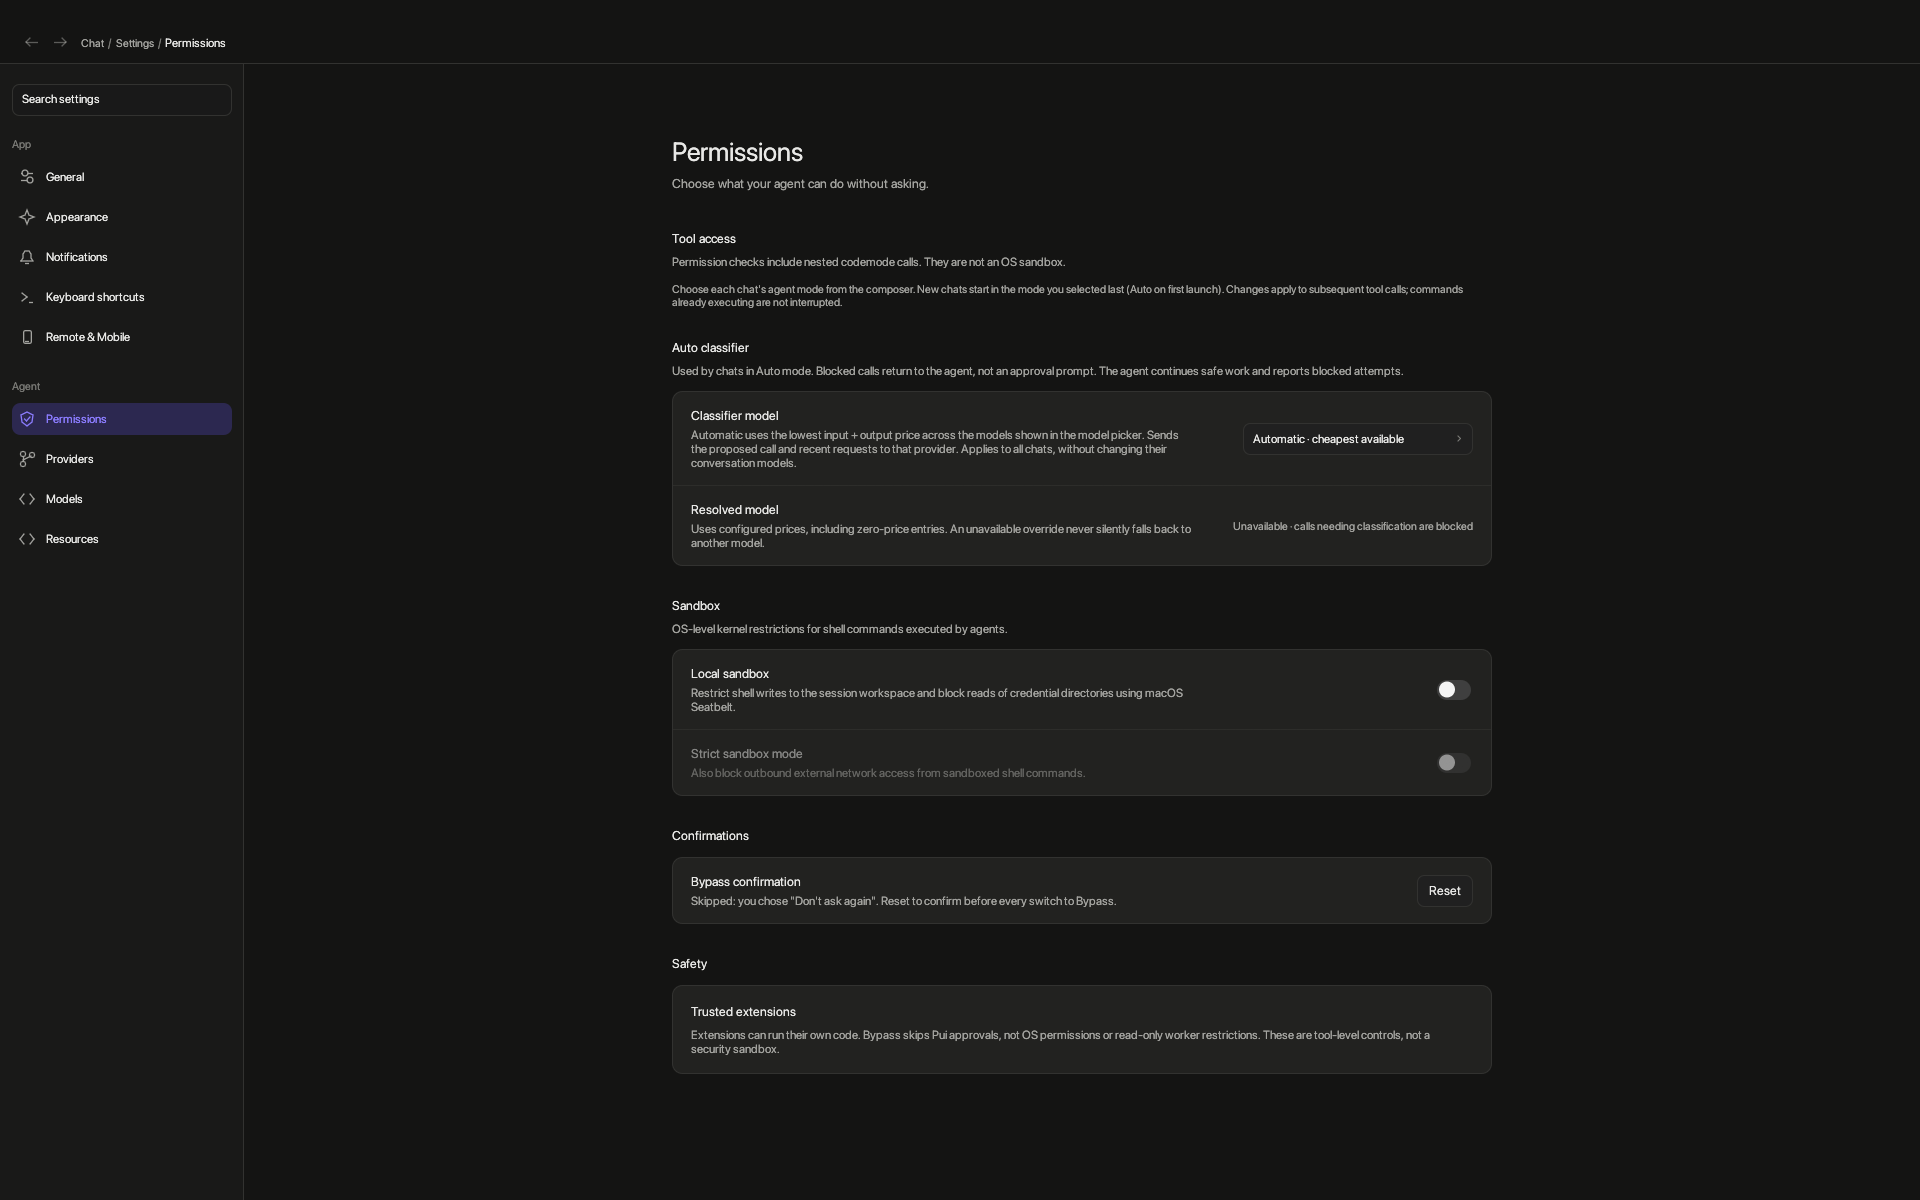 Chat / Settings / Permissions
Search settings
App
General
Appearance
Notifications
Keyboard shortcuts
Remote & Mobile
Agent
Permissions
Providers
Models
Resources
Permissions
Choose what your agent can do without asking.
Tool access
Permission checks include nested codemode calls. They are not an OS sandbox.
Choose each chat's agent mode from the composer. New chats start in the mode you selected last (Auto on first launch). Changes apply to subsequent tool calls; commands
already executing are not interrupted.
Auto classifier
Used by chats in Auto mode. Blocked calls return to the agent, not an approval prompt. The agent continues safe work and reports blocked attempts.
Classifier model
Automatic uses the lowest input + output price across the models shown in the model picker. Sends
the proposed call and recent requests to that provider. Applies to all chats, without changing their
conversation models.
Automatic · cheapest available
Resolved model
Uses configured prices, including zero-price entries. An unavailable override never silently falls back to
another model.
Unavailable · calls needing classification are blocked
Sandbox
OS-level kernel restrictions for shell commands executed by agents.
Local sandbox
Restrict shell writes to the session workspace and block reads of credential directories using macOS
Seatbelt.
Strict sandbox mode
Also block outbound external network access from sandboxed shell commands.
Confirmations
Bypass confirmation
Skipped: you chose "Don't ask again". Reset to confirm before every switch to Bypass.
Reset
Safety
Trusted extensions
Extensions can run their own code. Bypass skips Pui approvals, not OS permissions or read-only worker restrictions. These are tool-level controls, not a
security sandbox.